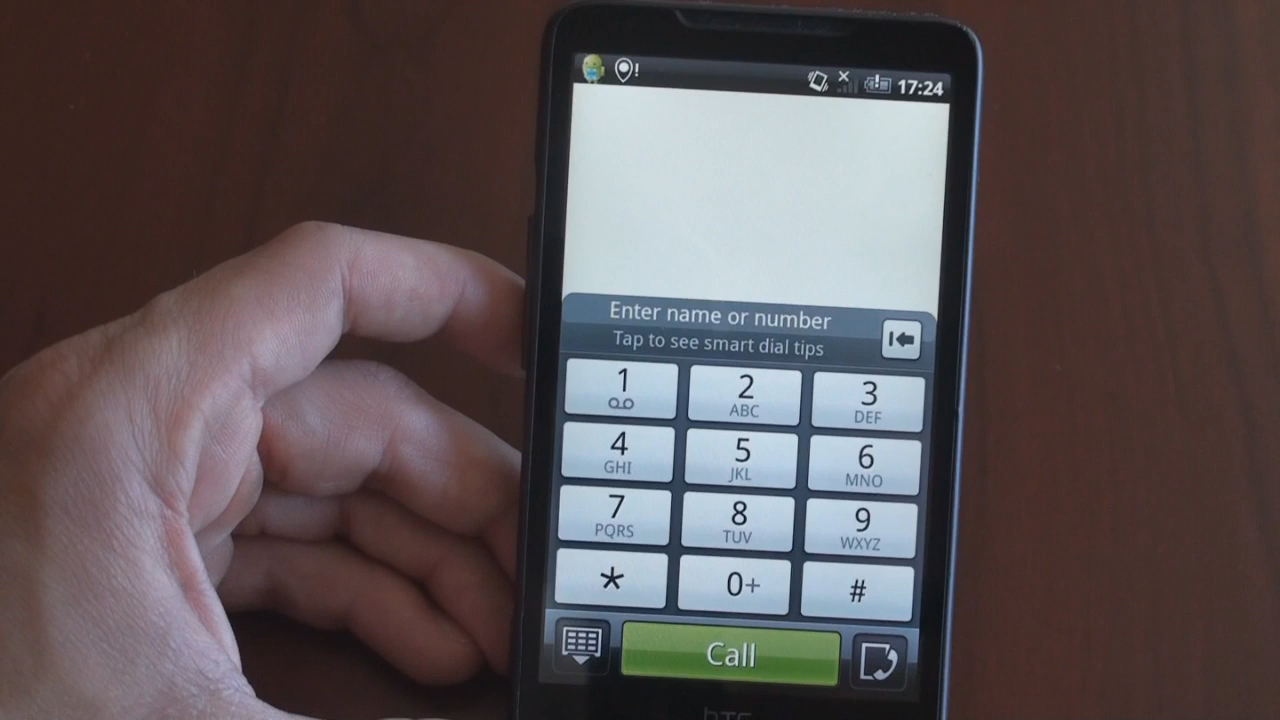 17:24
Enter name or number
Tap to see smart dial tips
1 2 ABC 3 DEF
4 GHI 5 JKL 6 MNO
7 PQRS 8 TUV 9 WXYZ
* 0+ #
Call
hTC